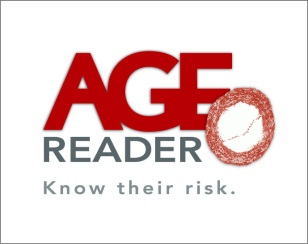 AGE
READER
Know their risk.